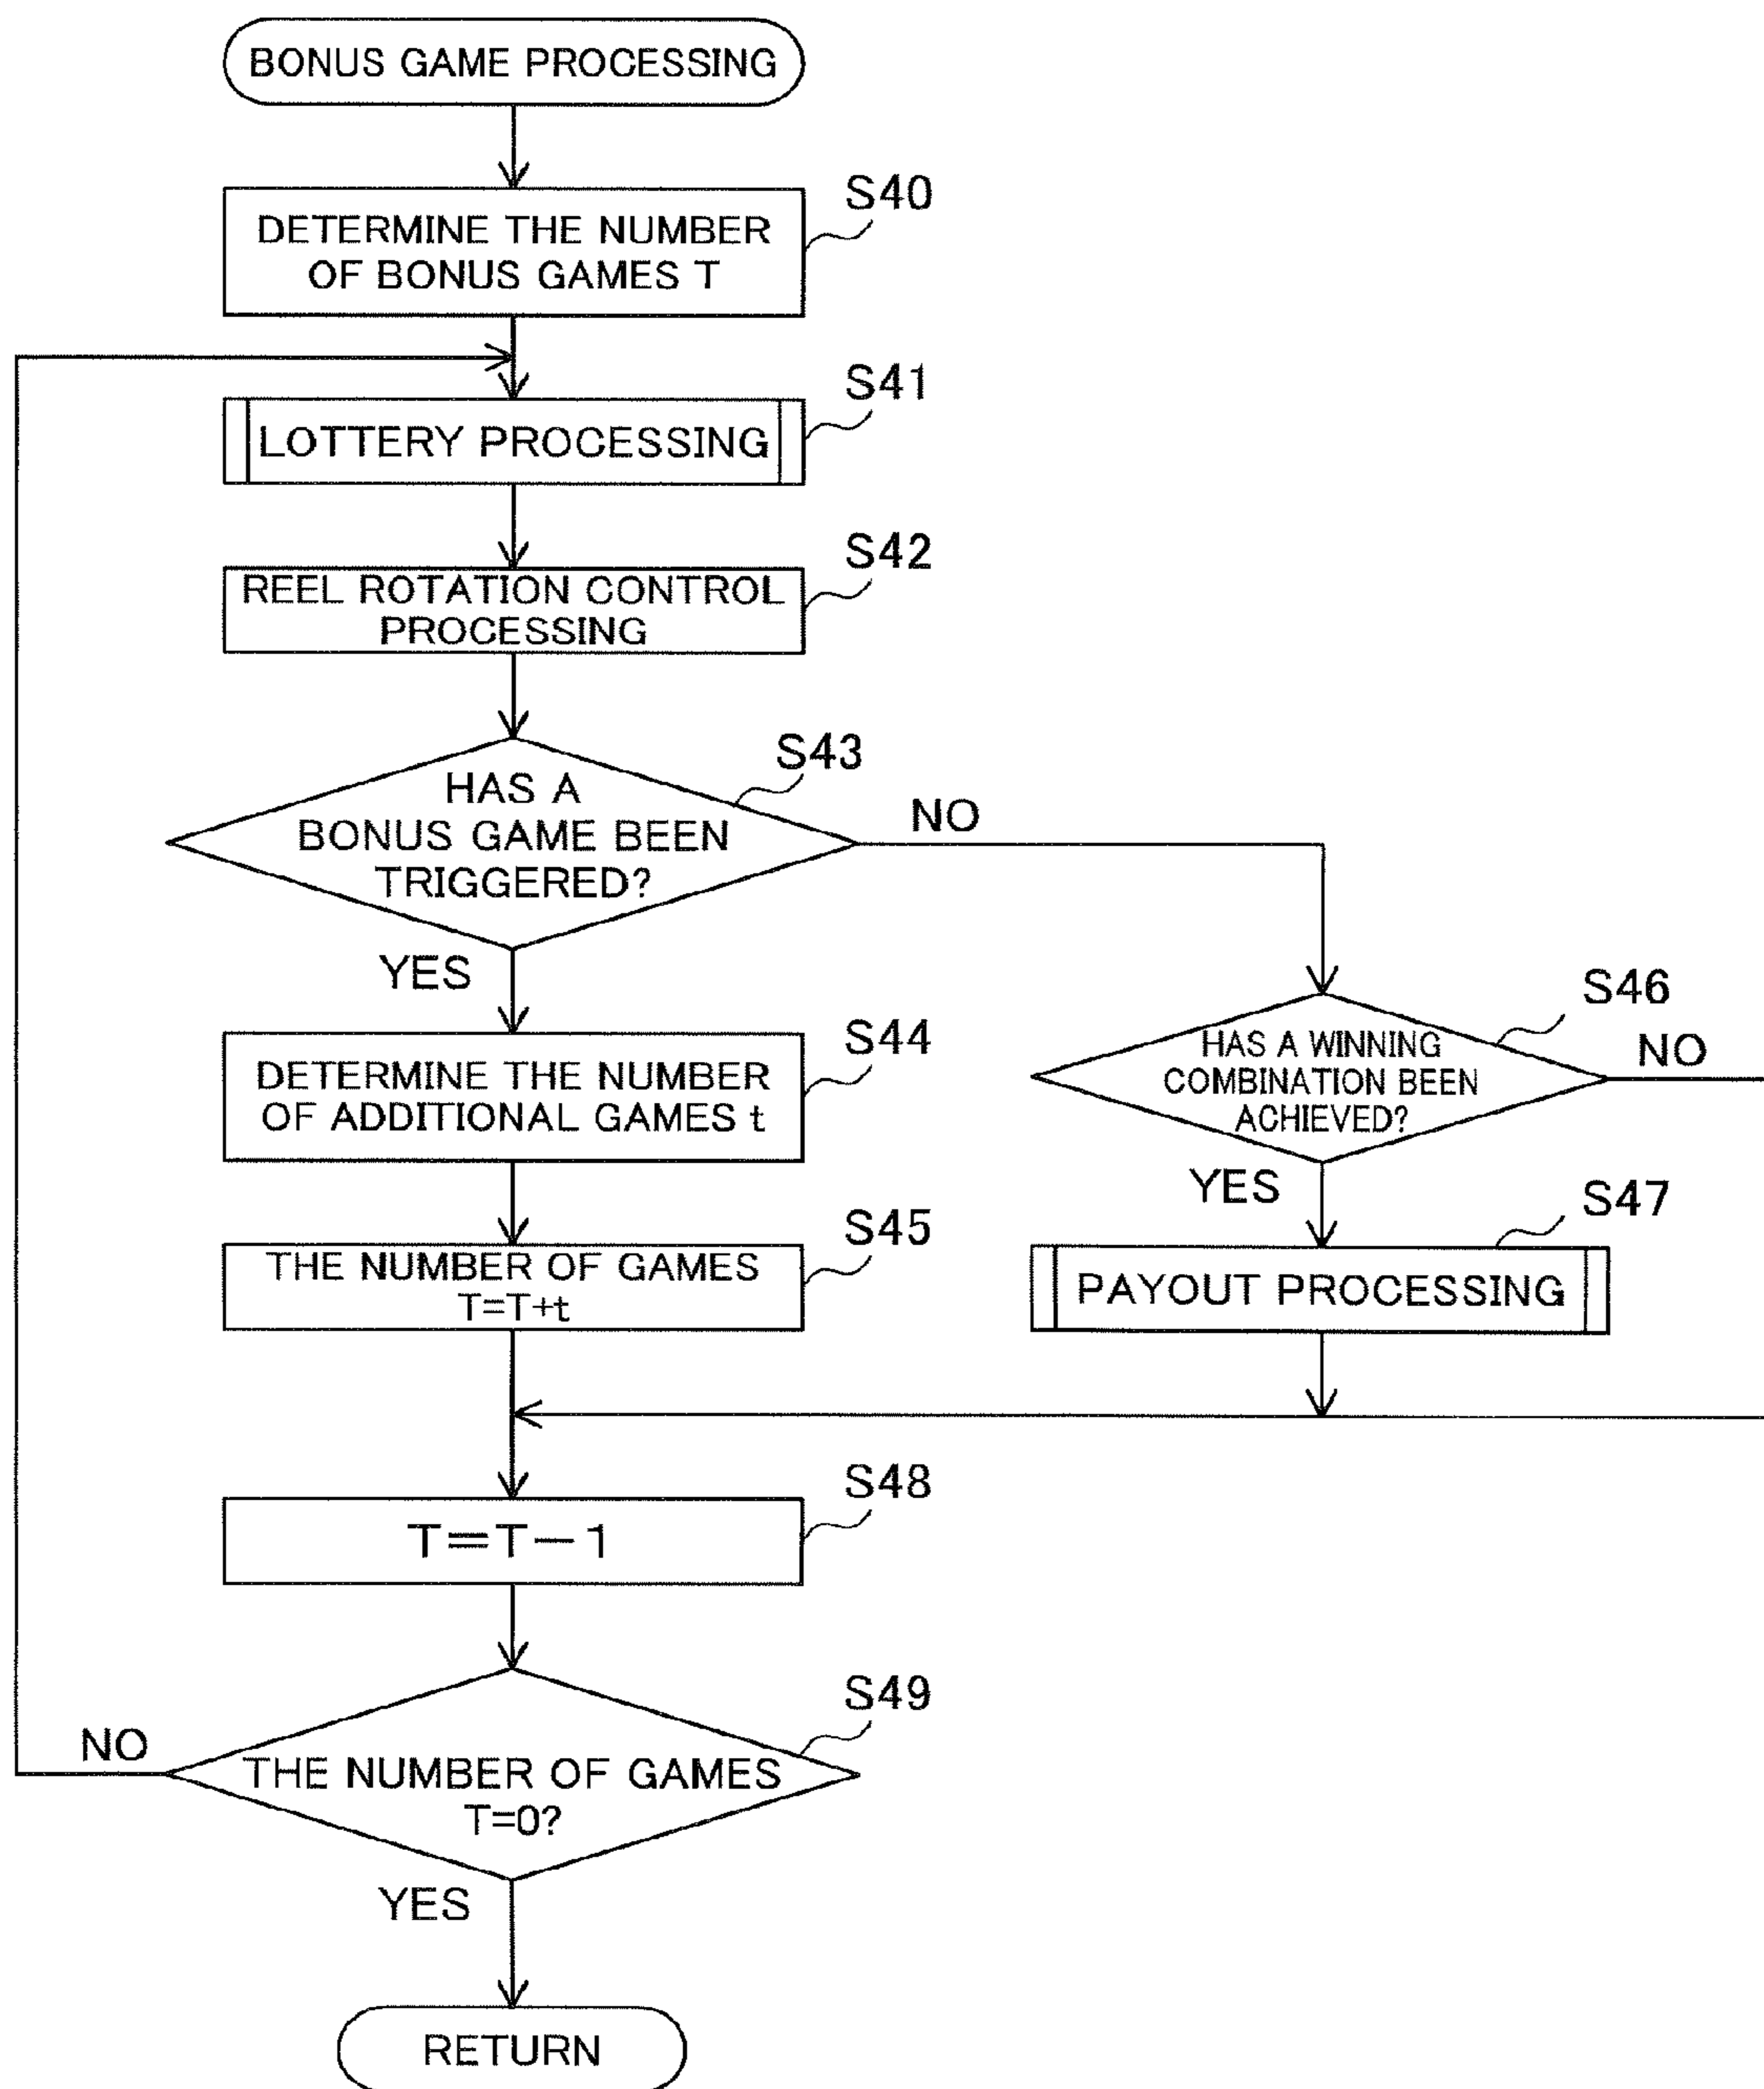 BONUS GAME PROCESSING
S40
DETERMINE THE NUMBER
OF BONUS GAMES T
S41
LOTTERY PROCESSING
S42
REEL ROTATION CONTROL
PROCESSING
S43
HAS A
BONUS GAME BEEN
TRIGGERED?
NO
YES
S44
DETERMINE THE NUMBER
OF ADDITIONAL GAMES t
S45
THE NUMBER OF GAMES
T=T+t
S46
HAS A WINNING
COMBINATION BEEN
ACHIEVED?
NO
YES
S47
PAYOUT PROCESSING
S48
T=T-1
S49
THE NUMBER OF GAMES
T=0?
NO
YES
RETURN